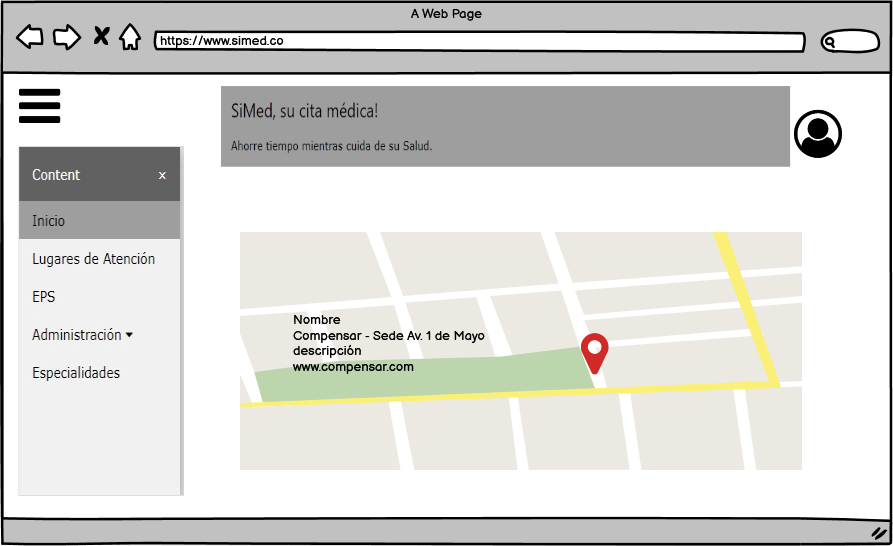 A Web Page
https://www.simed.co
SiMed, su cita médica!
Ahorre tiempo mientras cuida de su Salud.
Content x
Inicio
Lugares de Atención
EPS
Administración
Especialidades
Nombre
Compensar - Sede Av. 1 de Mayo
descripción
www.compensar.com